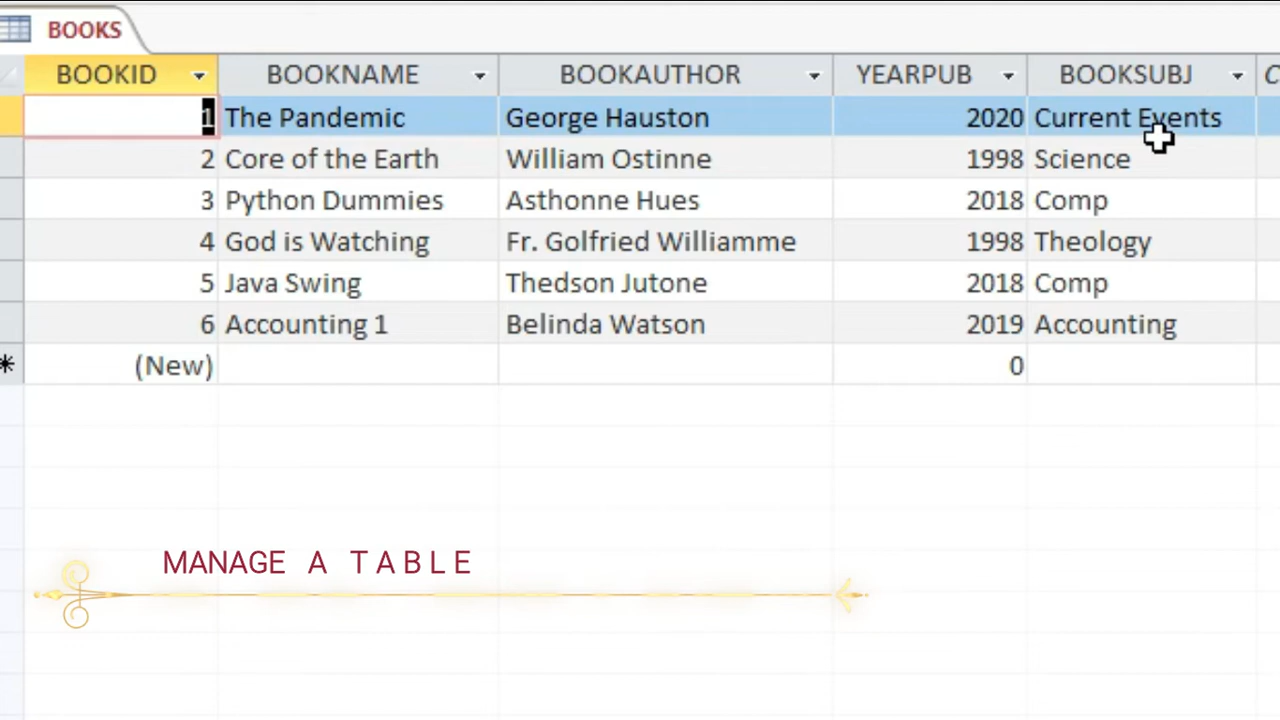 BOOKS
BOOKID BOOKNAME BOOKAUTHOR YEARPUB BOOKSUBJ
1 The Pandemic George Hauston 2020 Current Events
2 Core of the Earth William Ostinne 1998 Science
3 Python Dummies Asthonne Hues 2018 Comp
4 God is Watching Fr. Golfried Williamme 1998 Theology
5 Java Swing Thedson Jutone 2018 Comp
6 Accounting 1 Belinda Watson 2019 Accounting
* (New) 0
MANAGE A TABLE